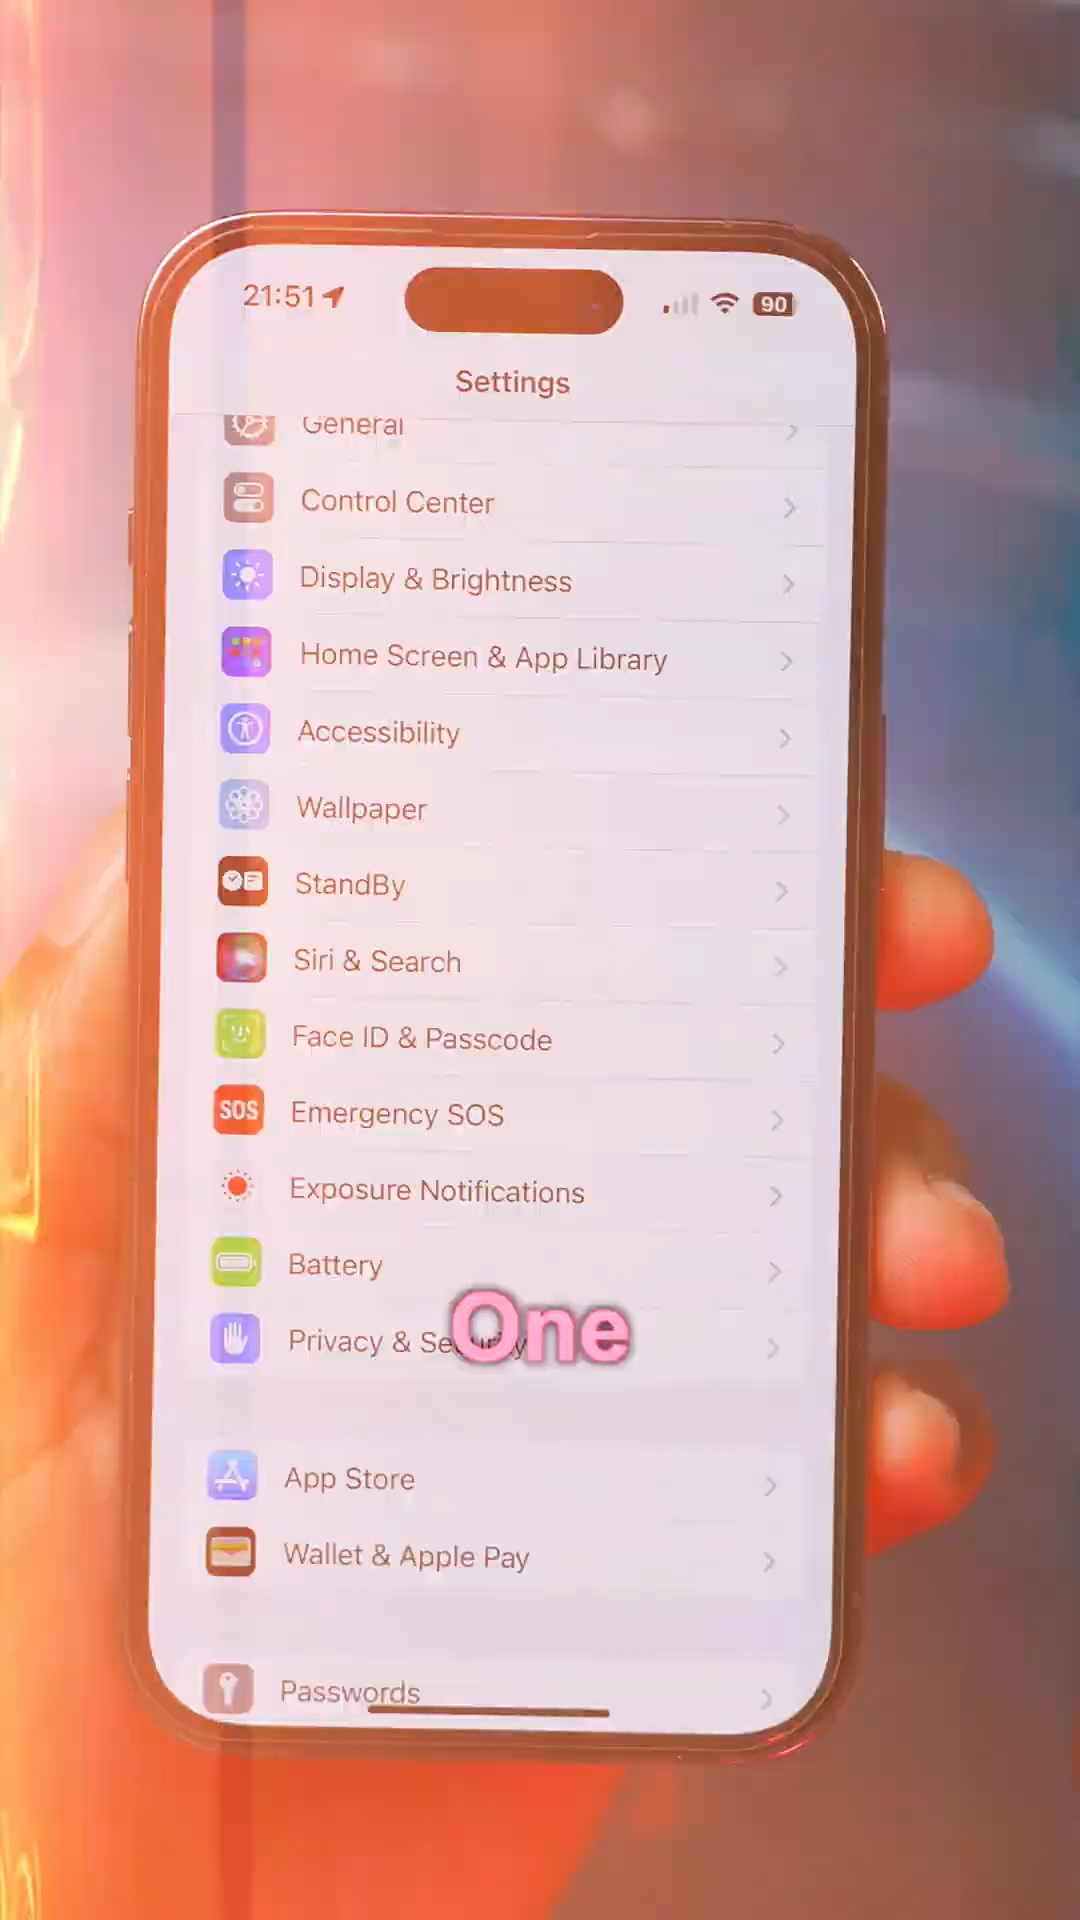 21:51
90
Settings
General
Control Center
Display & Brightness
Home Screen & App Library
Accessibility
Wallpaper
StandBy
Siri & Search
Face ID & Passcode
SOS Emergency SOS
Exposure Notifications
Battery
One
Privacy & Security
App Store
Wallet & Apple Pay
Passwords